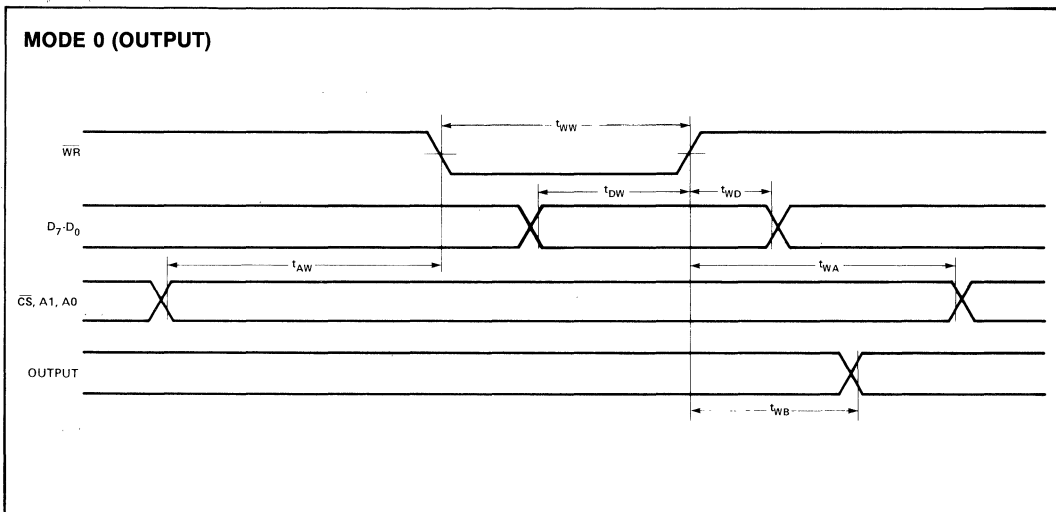 MODE 0 (OUTPUT)
tWW
WR
tDW
tWD
D7-D0
tAW
tWA
CS, A1, A0
OUTPUT
tWB